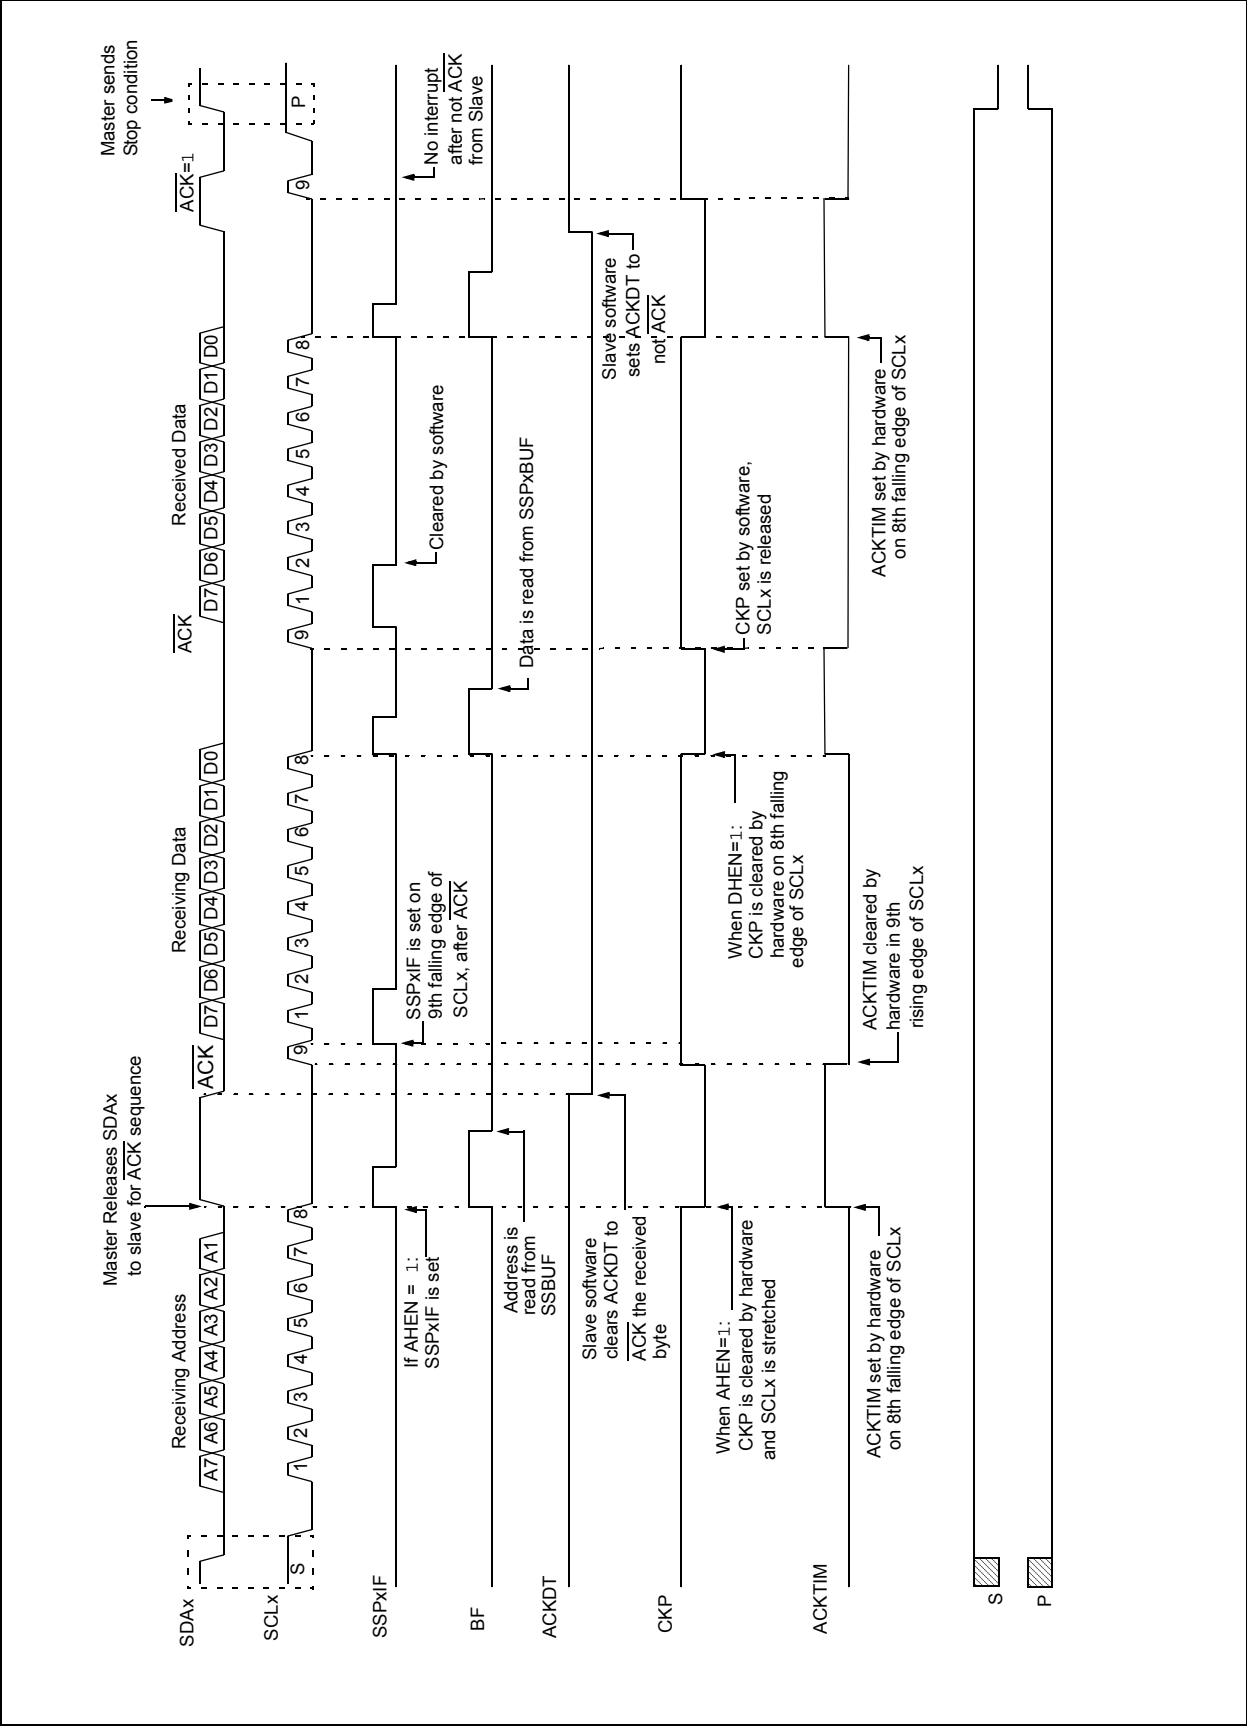 Master Releases SDAx
to slave for ACK sequence
Master sends
Stop condition
Receiving Address
Receiving Data
Received Data
ACK
ACK
ACK=1
SDAx
A7 A6 A5 A4 A3 A2 A1
D7 D6 D5 D4 D3 D2 D1 D0
D7 D6 D5 D4 D3 D2 D1 D0
SCLx
S
1 2 3 4 5 6 7 8
9
1 2 3 4 5 6 7 8
9
1 2 3 4 5 6 7 8
9
P
SSPxIF
If AHEN = 1:
SSPxIF is set
SSPxIF is set on
9th falling edge of
SCLx, after ACK
Cleared by software
No interrupt
after not ACK
from Slave
BF
Address is
read from
SSBUF
Data is read from SSPxBUF
ACKDT
Slave software
clears ACKDT to
ACK the received
byte
Slave software
sets ACKDT to
not ACK
CKP
When AHEN=1:
CKP is cleared by hardware
and SCLx is stretched
When DHEN=1:
CKP is cleared by
hardware on 8th falling
edge of SCLx
CKP set by software,
SCLx is released
ACKTIM
ACKTIM set by hardware
on 8th falling edge of SCLx
ACKTIM cleared by
hardware in 9th
rising edge of SCLx
ACKTIM set by hardware
on 8th falling edge of SCLx
S
P